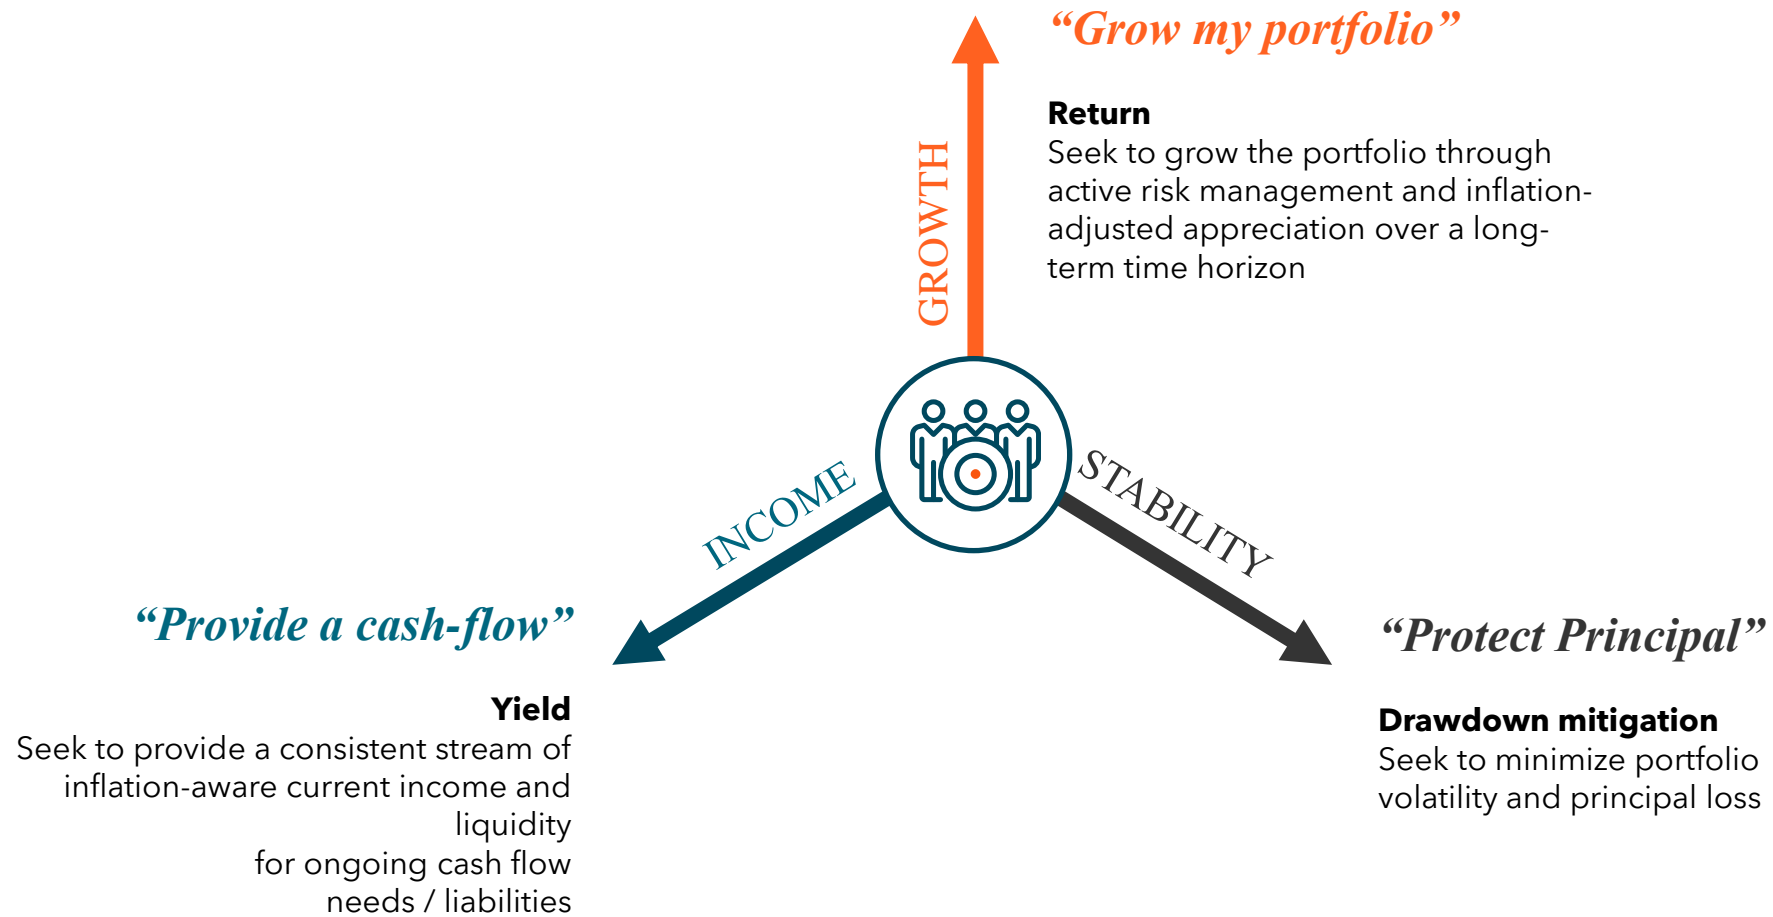 “Grow my portfolio”
Return
Seek to grow the portfolio through
active risk management and inflation-
adjusted appreciation over a long-
term time horizon
GROWTH
INCOME
STABILITY
“Provide a cash-flow”
Yield
Seek to provide a consistent stream of
inflation-aware current income and
liquidity
for ongoing cash flow
needs / liabilities
“Protect Principal”
Drawdown mitigation
Seek to minimize portfolio
volatility and principal loss